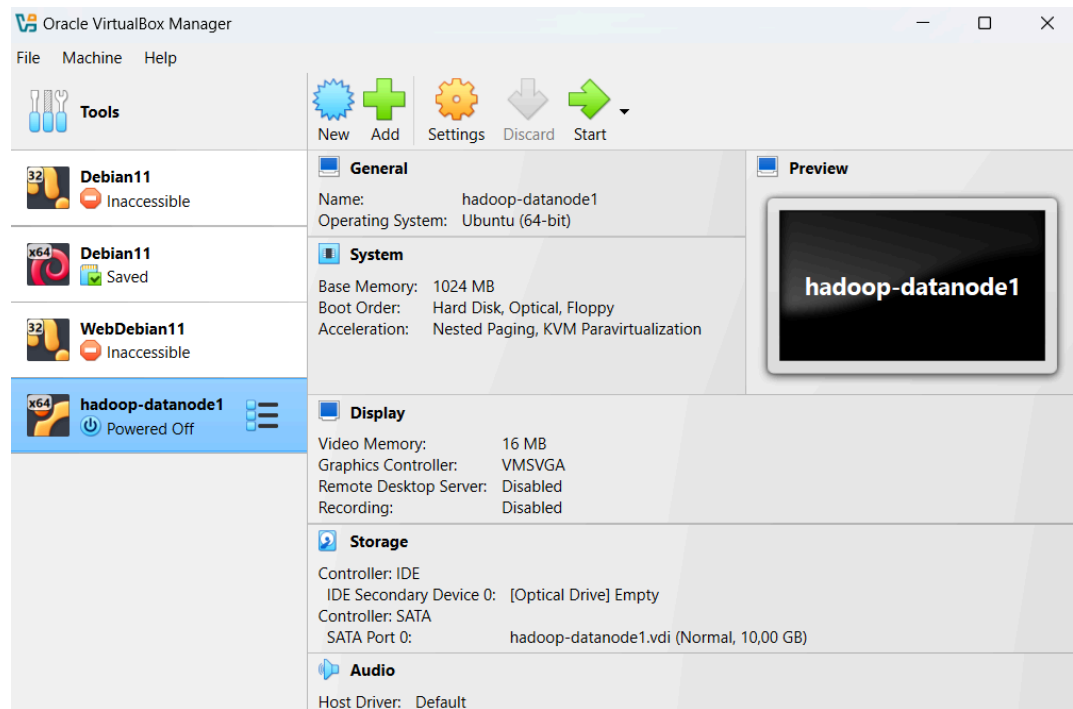 Oracle VirtualBox Manager
File Machine Help
Tools
New Add Settings Discard Start
32 Debian11
Inaccessible
x64 Debian11
Saved
32 WebDebian11
Inaccessible
x64 hadoop-datanode1
Powered Off
General
Name: hadoop-datanode1
Operating System: Ubuntu (64-bit)
Preview
hadoop-datanode1
System
Base Memory: 1024 MB
Boot Order: Hard Disk, Optical, Floppy
Acceleration: Nested Paging, KVM Paravirtualization
Display
Video Memory: 16 MB
Graphics Controller: VMSVGA
Remote Desktop Server: Disabled
Recording: Disabled
Storage
Controller: IDE
IDE Secondary Device 0: [Optical Drive] Empty
Controller: SATA
SATA Port 0: hadoop-datanode1.vdi (Normal, 10,00 GB)
Audio
Host Driver: Default